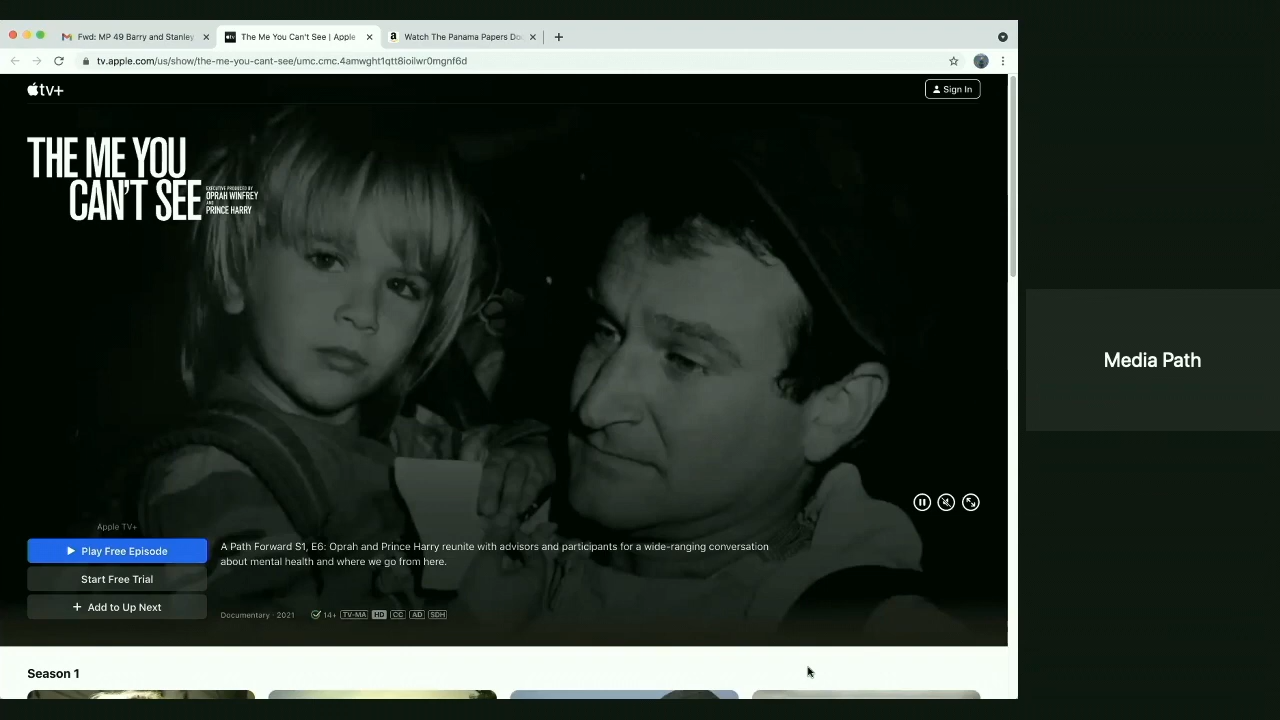 Fwd: MP 49 Barry and Stanley
The Me You Can't See | Apple
Watch The Panama Papers Do
tv.apple.com/us/show/the-me-you-cant-see/umc.cmc.4amwght1qtt8ioilwr0mgnf6d
tv+
Sign In
THE ME YOU
CAN'T SEE
EXECUTIVE PRODUCED BY
OPRAH WINFREY
AND
PRINCE HARRY
Media Path
Apple TV+
Play Free Episode
Start Free Trial
Add to Up Next
A Path Forward S1, E6: Oprah and Prince Harry reunite with advisors and participants for a wide-ranging conversation
about mental health and where we go from here.
Documentary · 2021 14+ TV-MA HD CC AD SDH
Season 1